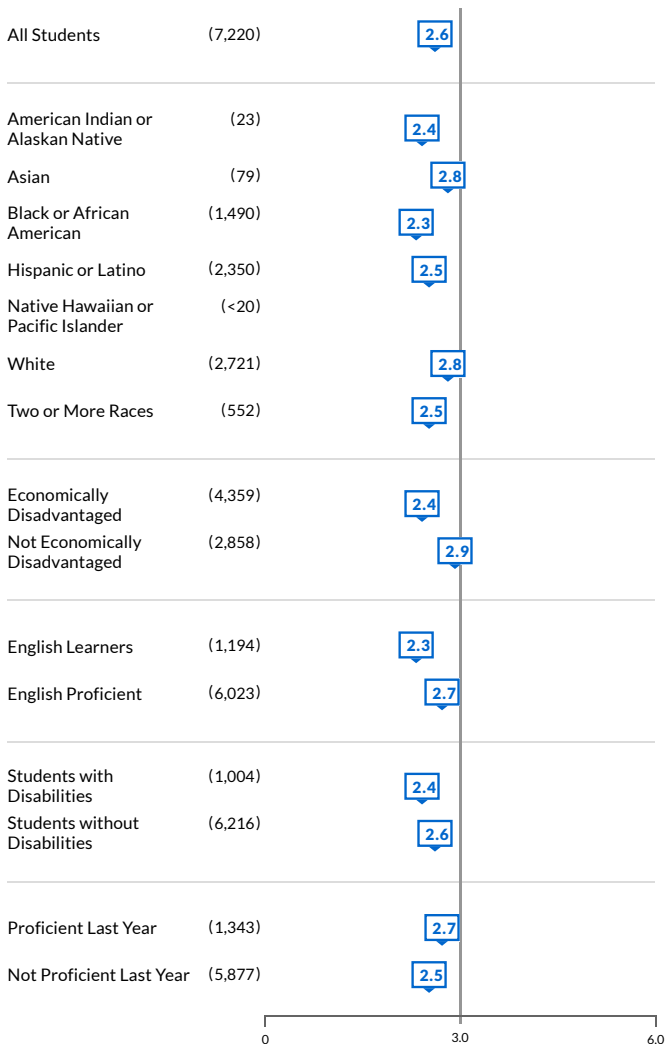 All Students (7,220) 2.6
American Indian or (23)
Alaskan Native 2.4
Asian (79) 2.8
Black or African (1,490)
American 2.3
Hispanic or Latino (2,350) 2.5
Native Hawaiian or (<20)
Pacific Islander
White (2,721) 2.8
Two or More Races (552) 2.5
Economically (4,359)
Disadvantaged 2.4
Not Economically (2,858)
Disadvantaged 2.9
English Learners (1,194) 2.3
English Proficient (6,023) 2.7
Students with (1,004)
Disabilities 2.4
Students without (6,216)
Disabilities 2.6
Proficient Last Year (1,343) 2.7
Not Proficient Last Year (5,877) 2.5
0 3.0 6.0